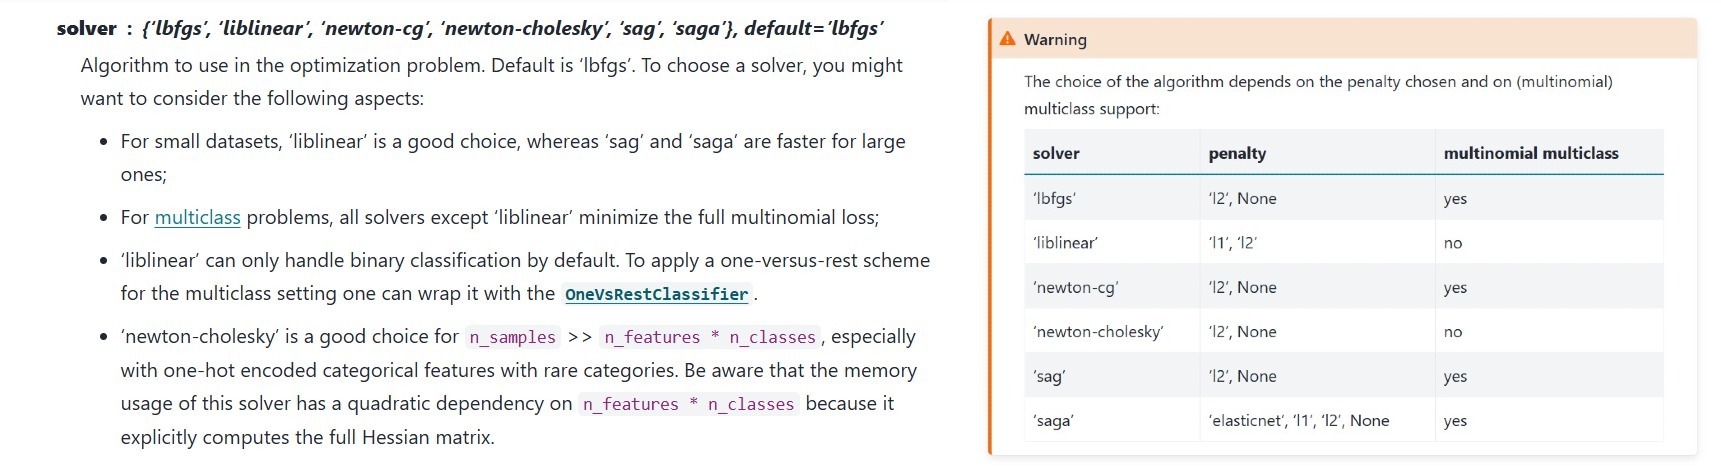 solver : {‘lbfgs’, ‘liblinear’, ‘newton-cg’, ‘newton-cholesky’, ‘sag’, ‘saga’}, default=’lbfgs’
Algorithm to use in the optimization problem. Default is ‘lbfgs’. To choose a solver, you might
want to consider the following aspects:
• For small datasets, ‘liblinear’ is a good choice, whereas ‘sag’ and ‘saga’ are faster for large
ones;
• For multiclass problems, all solvers except ‘liblinear’ minimize the full multinomial loss;
• ‘liblinear’ can only handle binary classification by default. To apply a one-versus-rest scheme
for the multiclass setting one can wrap it with the OneVsRestClassifier.
• ‘newton-cholesky’ is a good choice for n_samples >> n_features * n_classes, especially
with one-hot encoded categorical features with rare categories. Be aware that the memory
usage of this solver has a quadratic dependency on n_features * n_classes because it
explicitly computes the full Hessian matrix.
Warning
The choice of the algorithm depends on the penalty chosen and on (multinomial)
multiclass support:
solver penalty multinomial multiclass
‘lbfgs’ ‘l2’, None yes
‘liblinear’ ‘l1’, ‘l2’ no
‘newton-cg’ ‘l2’, None yes
‘newton-cholesky’ ‘l2’, None no
‘sag’ ‘l2’, None yes
‘saga’ ‘elasticnet’, ‘l1’, ‘l2’, None yes